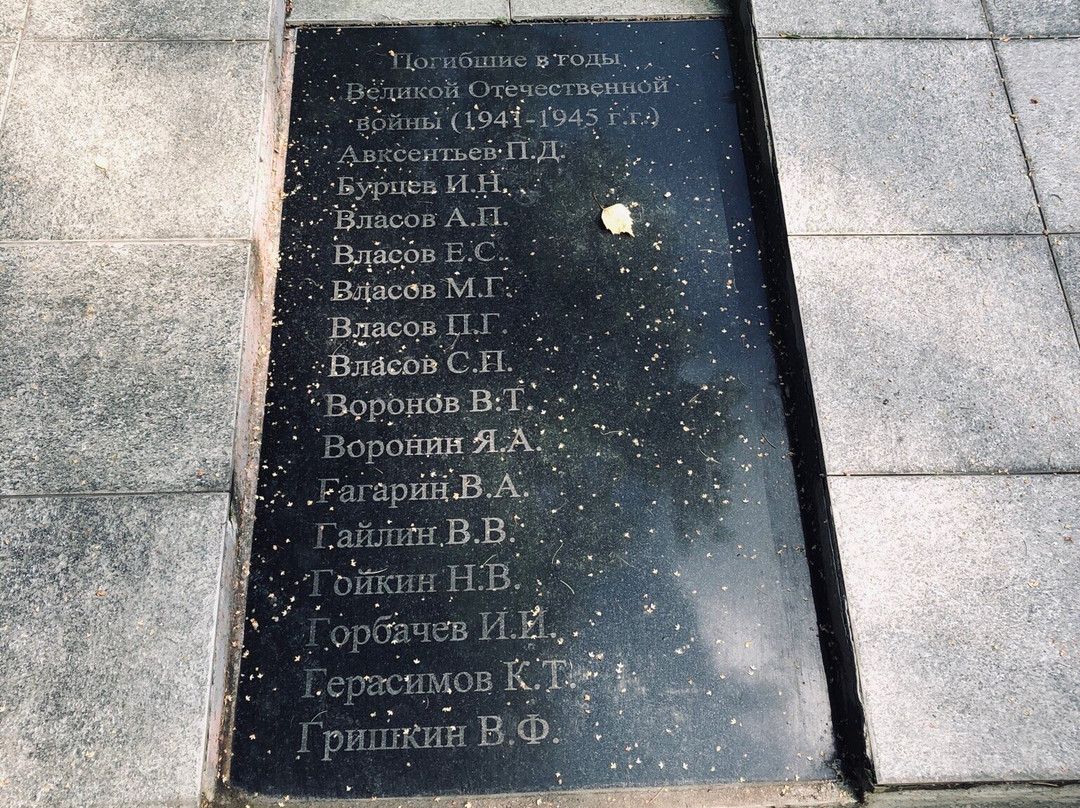 Погибшие в годы
Великой Отечественной
войны (1941-1945 г.г.)
Авксентьев П.Д.
Бурцев И.Н.
Власов А.П.
Власов Е.С.
Власов М.Г.
Власов П.Г.
Власов С.П.
Воронов В.Т.
Воронин Я.А.
Гагарин В.А.
Гайлин В.В.
Гойкин Н.В.
Горбачев И.И.
Герасимов К.Т.
Гришкин В.Ф.